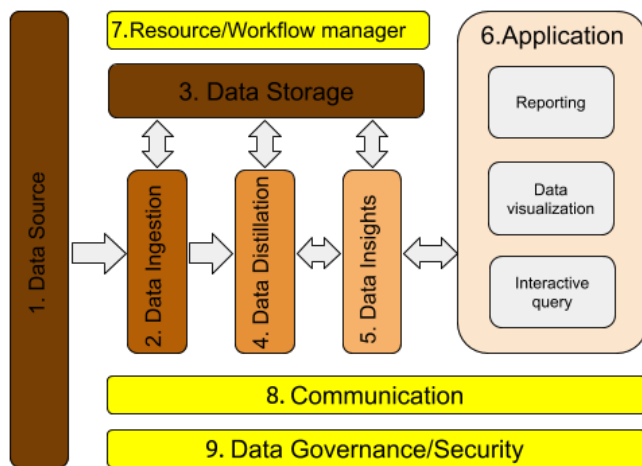 7.Resource/Workflow manager
6.Application
3. Data Storage
Reporting
1. Data Source
2. Data Ingestion
4. Data Distillation
5. Data Insights
Data
visualization
Interactive
query
8. Communication
9. Data Governance/Security